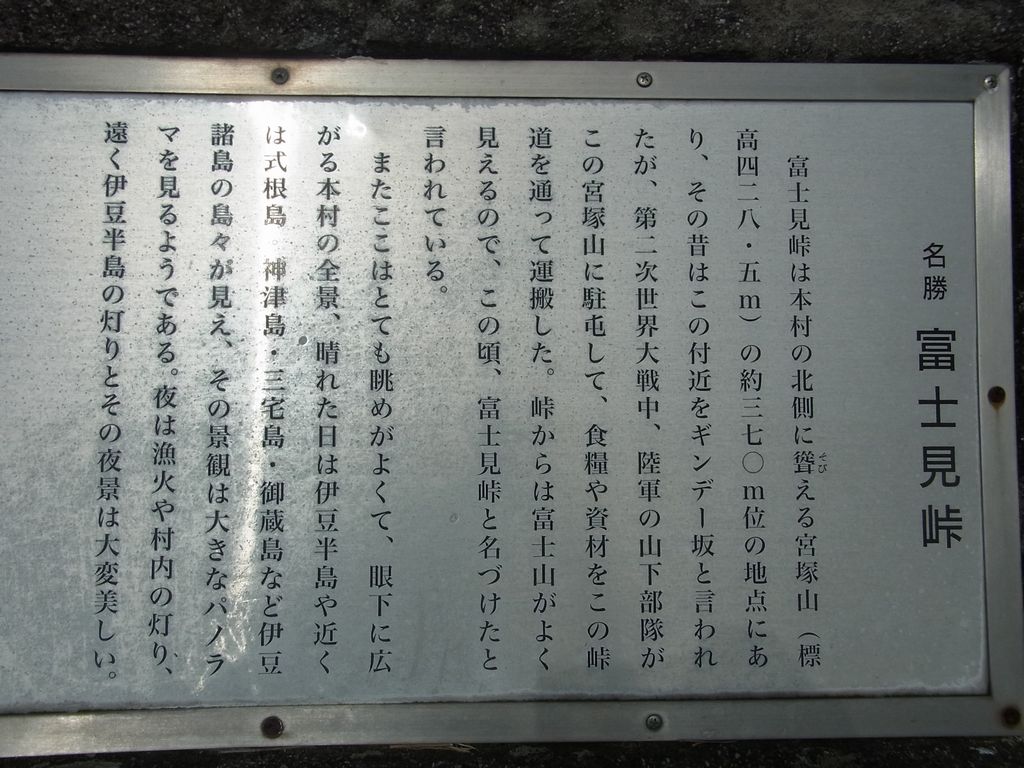 名勝 富士見峠
富士見峠は本村の北側に聳える宮塚山（標
そび
高四二八・五ｍ）の約三七〇ｍ位の地点にあ
り、その昔はこの付近をギンデー坂と言われ
たが、第二次世界大戦中、陸軍の山下部隊が
この宮塚山に駐屯して、食糧や資材をこの峠
道を通って運搬した。峠からは富士山がよく
見えるので、この頃、富士見峠と名づけたと
言われている。
またここはとても眺めがよくて、眼下に広
がる本村の全景、晴れた日は伊豆半島や近く
は式根島・神津島・三宅島・御蔵島など伊豆
諸島の島々が見え、その景観は大きなパノラ
マを見るようである。夜は漁火や村内の灯り、
遠く伊豆半島の灯りとその夜景は大変美しい。